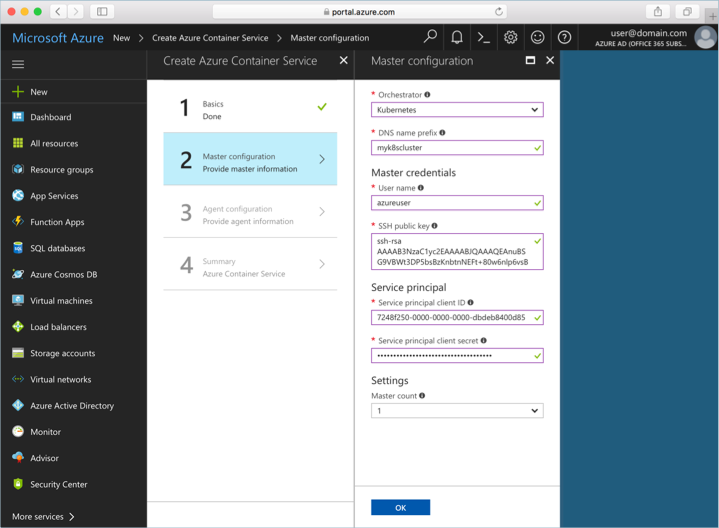 portal.azure.com
Microsoft Azure New > Create Azure Container Service > Master configuration
user@domain.com
AZURE AD (OFFICE 365 SUBS...
New
Dashboard
All resources
Resource groups
App Services
Function Apps
SQL databases
Azure Cosmos DB
Virtual machines
Load balancers
Storage accounts
Virtual networks
Azure Active Directory
Monitor
Advisor
Security Center
More services >
Create Azure Container Service
1
Basics
Done
2
Master configuration
Provide master information
3
Agent configuration
Provide agent information
4
Summary
Azure Container Service
Master configuration
* Orchestrator
Kubernetes
* DNS name prefix
myk8scluster
Master credentials
* User name
azureuser
* SSH public key
ssh-rsa
AAAAB3NzaC1yc2EAAAABJQAAAQEAnuBS
G9VBWt3DP5bsBzKnbtnNEFt+80w6nlp6vs8
Service principal
* Service principal client ID
7248f250-0000-0000-0000-dbdeb8400d85
* Service principal client secret
Settings
Master count
1
OK